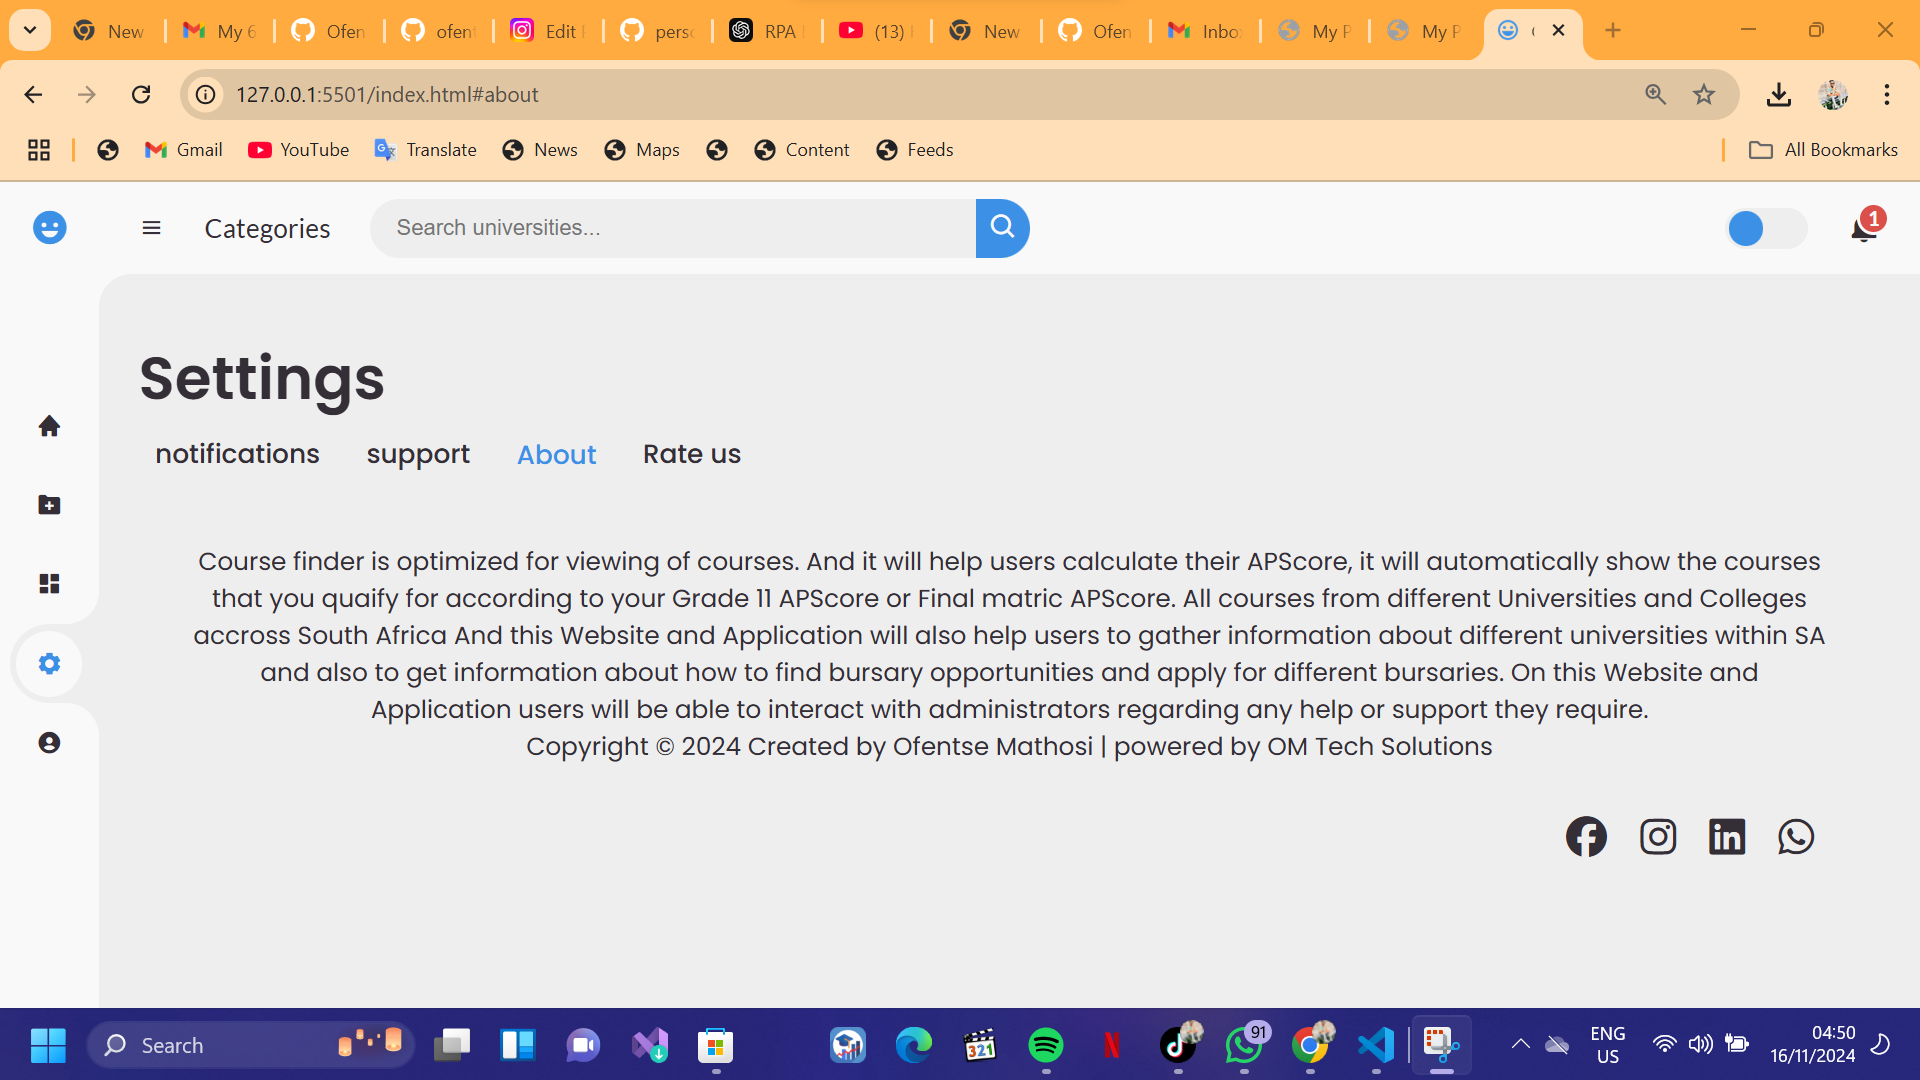 New
My 6
Ofen
ofent
Edit
perso
RPA
(13)
New
Ofen
Inbo
My P
My P
127.0.0.1:5501/index.html#about
Gmail
YouTube
Translate
News
Maps
Content
Feeds
All Bookmarks
Categories
Search universities...
1
Settings
notifications
support
About
Rate us
Course finder is optimized for viewing of courses. And it will help users calculate their APScore, it will automatically show the courses
that you quaify for according to your Grade 11 APScore or Final matric APScore. All courses from different Universities and Colleges
accross South Africa And this Website and Application will also help users to gather information about different universities within SA
and also to get information about how to find bursary opportunities and apply for different bursaries. On this Website and
Application users will be able to interact with administrators regarding any help or support they require.
Copyright © 2024 Created by Ofentse Mathosi | powered by OM Tech Solutions
Search
321
91
ENG
US
04:50
16/11/2024